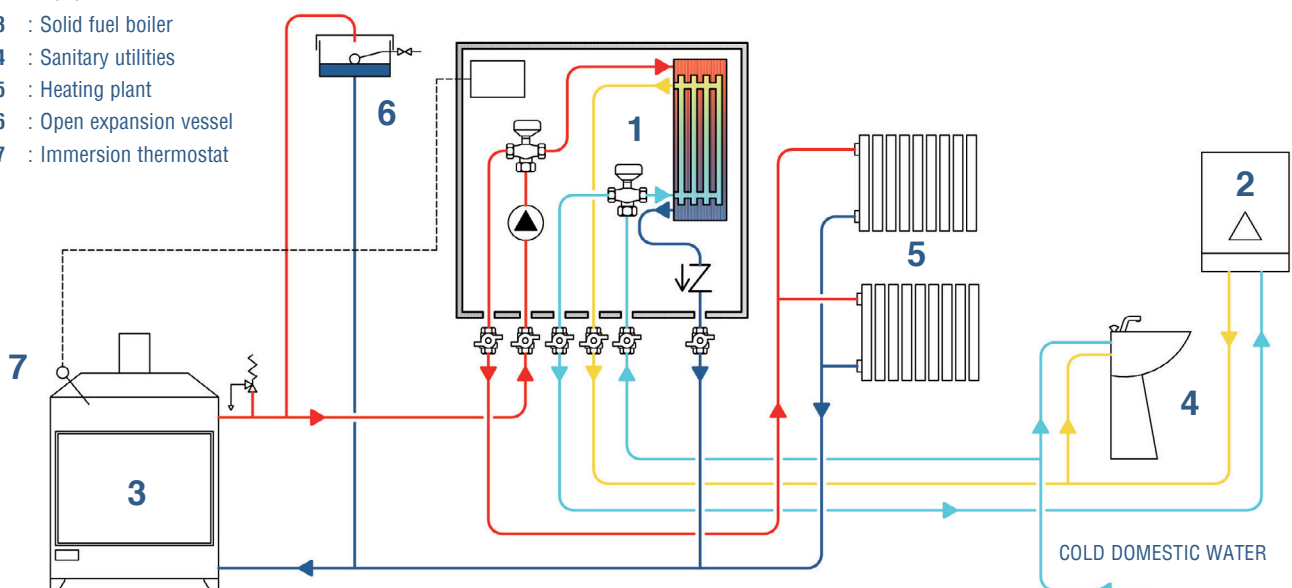 3 : Solid fuel boiler
4 : Sanitary utilities
5 : Heating plant
6 : Open expansion vessel
7 : Immersion thermostat
6
1
2
5
7
3
4
COLD DOMESTIC WATER